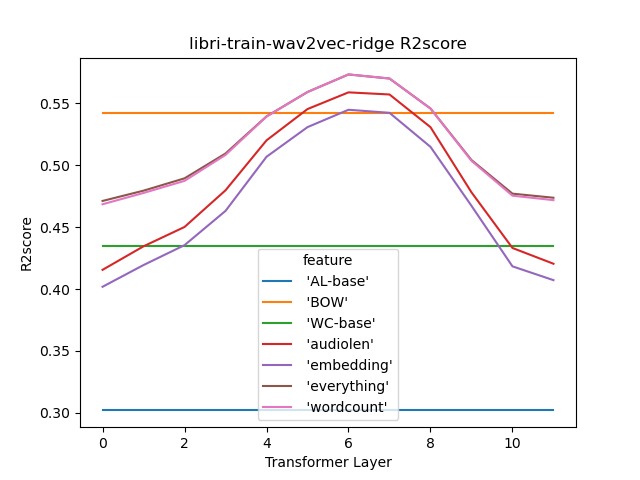 libri-train-wav2vec-ridge R2score
R2score
0.55
0.50
0.45
0.40
0.35
0.30
feature
'AL-base'
'BOW'
'WC-base'
'audiolen'
'embedding'
'everything'
'wordcount'
0 2 4 6 8 10
Transformer Layer